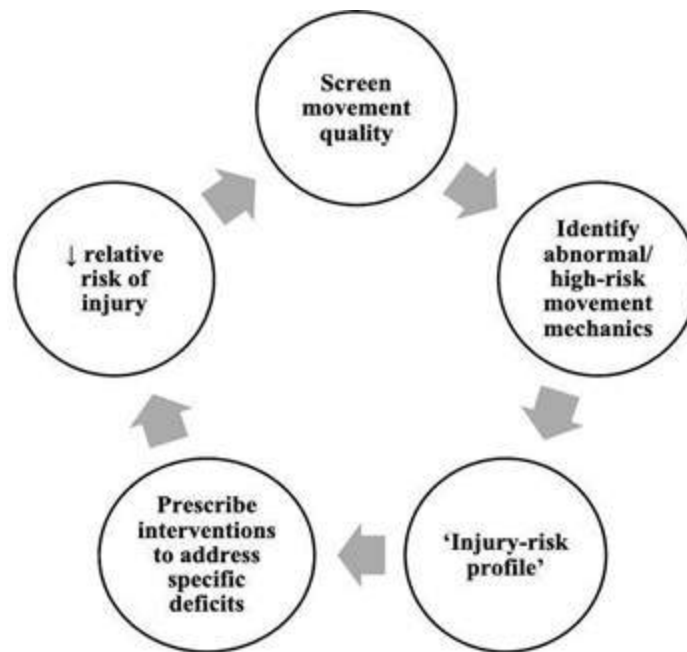 Screen
movement
quality
Identify
abnormal/
high-risk
movement
mechanics
‘Injury-risk
profile’
Prescribe
interventions
to address
specific
deficits
↓ relative
risk of
injury